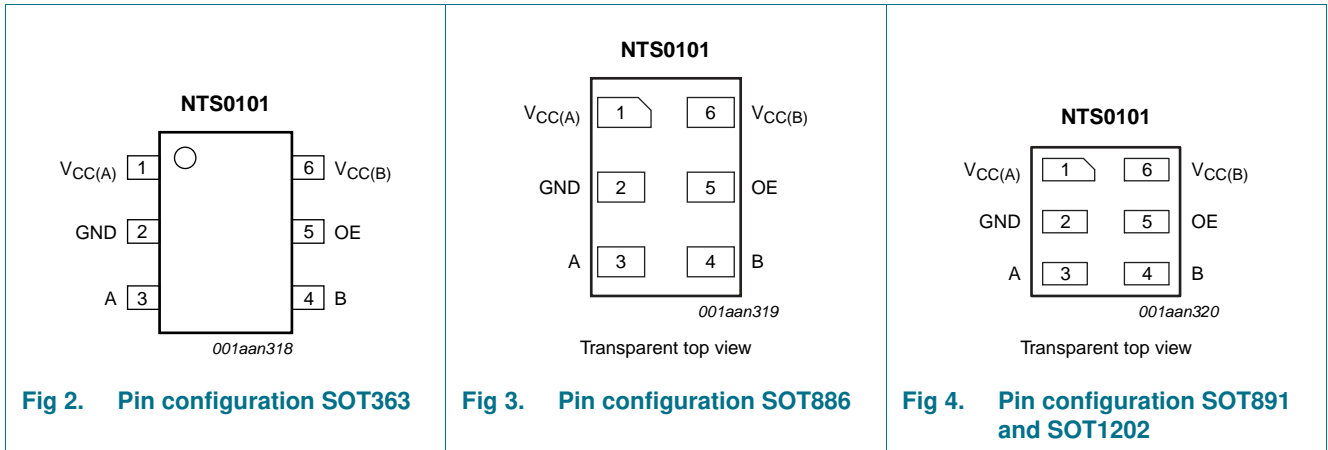 NTS0101
VCC(A) 1 6 VCC(B)
GND 2 5 OE
A 3 4 B
001aan318
Fig 2. Pin configuration SOT363
NTS0101
VCC(A) 1 6 VCC(B)
GND 2 5 OE
A 3 4 B
001aan319
Transparent top view
Fig 3. Pin configuration SOT886
NTS0101
VCC(A) 1 6 VCC(B)
GND 2 5 OE
A 3 4 B
001aan320
Transparent top view
Fig 4. Pin configuration SOT891
and SOT1202